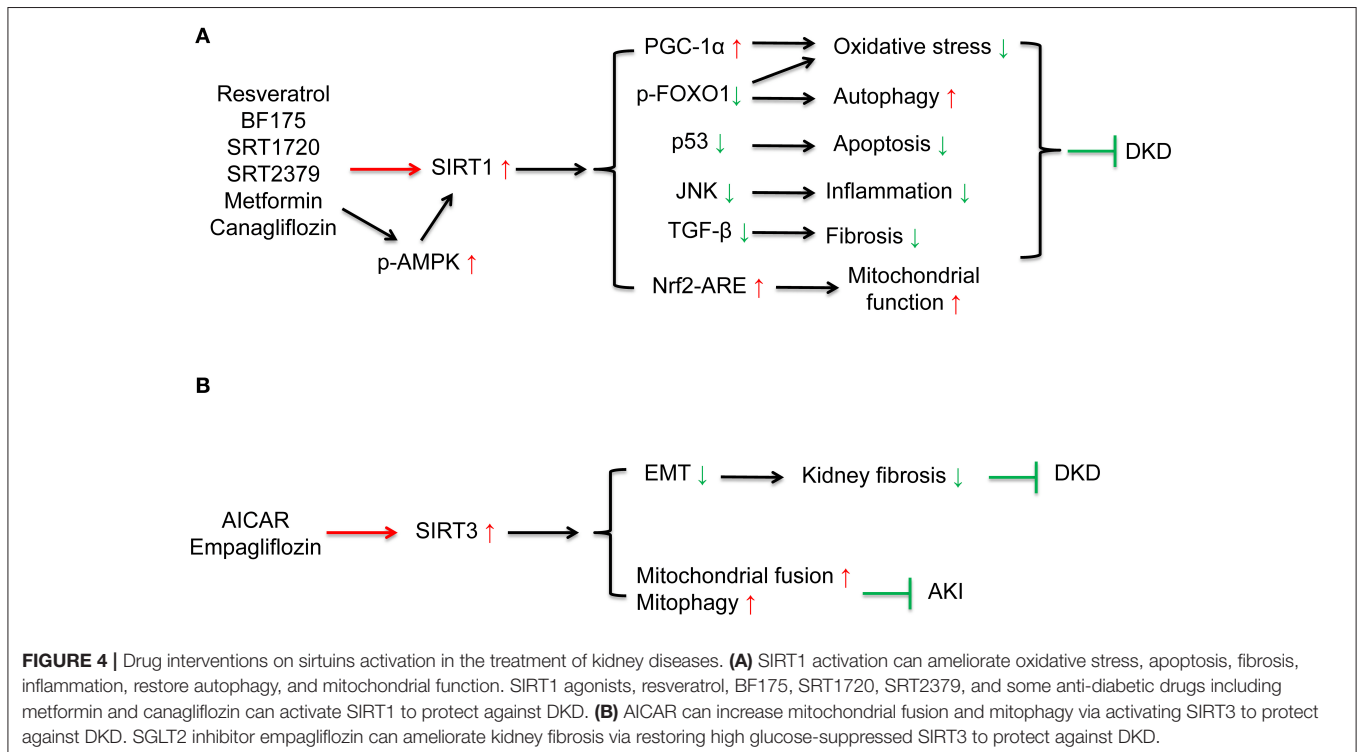 A
Resveratrol
BF175
SRT1720
SRT2379
Metformin
Canagliflozin
p-AMPK ↑
SIRT1 ↑
PGC-1α ↑
Oxidative stress ↓
p-FOXO1↓
Autophagy ↑
p53 ↓
Apoptosis ↓
JNK ↓
Inflammation ↓
TGF-β ↓
Fibrosis ↓
Nrf2-ARE ↑
Mitochondrial
function ↑
DKD
B
AICAR
Empagliflozin
SIRT3 ↑
EMT ↓
Kidney fibrosis ↓
DKD
Mitochondrial fusion ↑
Mitophagy ↑
AKI
FIGURE 4 | Drug interventions on sirtuins activation in the treatment of kidney diseases. (A) SIRT1 activation can ameliorate oxidative stress, apoptosis, fibrosis,
inflammation, restore autophagy, and mitochondrial function. SIRT1 agonists, resveratrol, BF175, SRT1720, SRT2379, and some anti-diabetic drugs including
metformin and canagliflozin can activate SIRT1 to protect against DKD. (B) AICAR can increase mitochondrial fusion and mitophagy via activating SIRT3 to protect
against DKD. SGLT2 inhibitor empagliflozin can ameliorate kidney fibrosis via restoring high glucose-suppressed SIRT3 to protect against DKD.